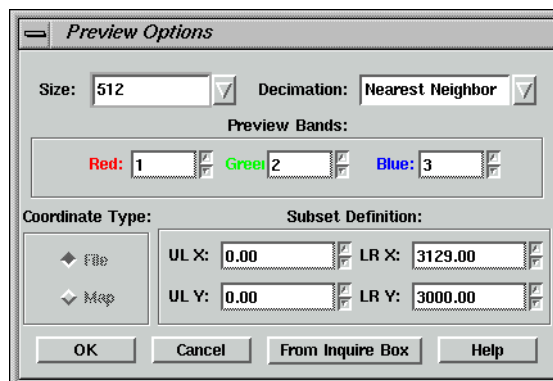 Preview Options
Size: 512 Decimation: Nearest Neighbor
Preview Bands:
Red: 1 Green 2 Blue: 3
Coordinate Type: Subset Definition:
File UL X: 0.00 LR X: 3129.00
Map UL Y: 0.00 LR Y: 3000.00
OK Cancel From Inquire Box Help